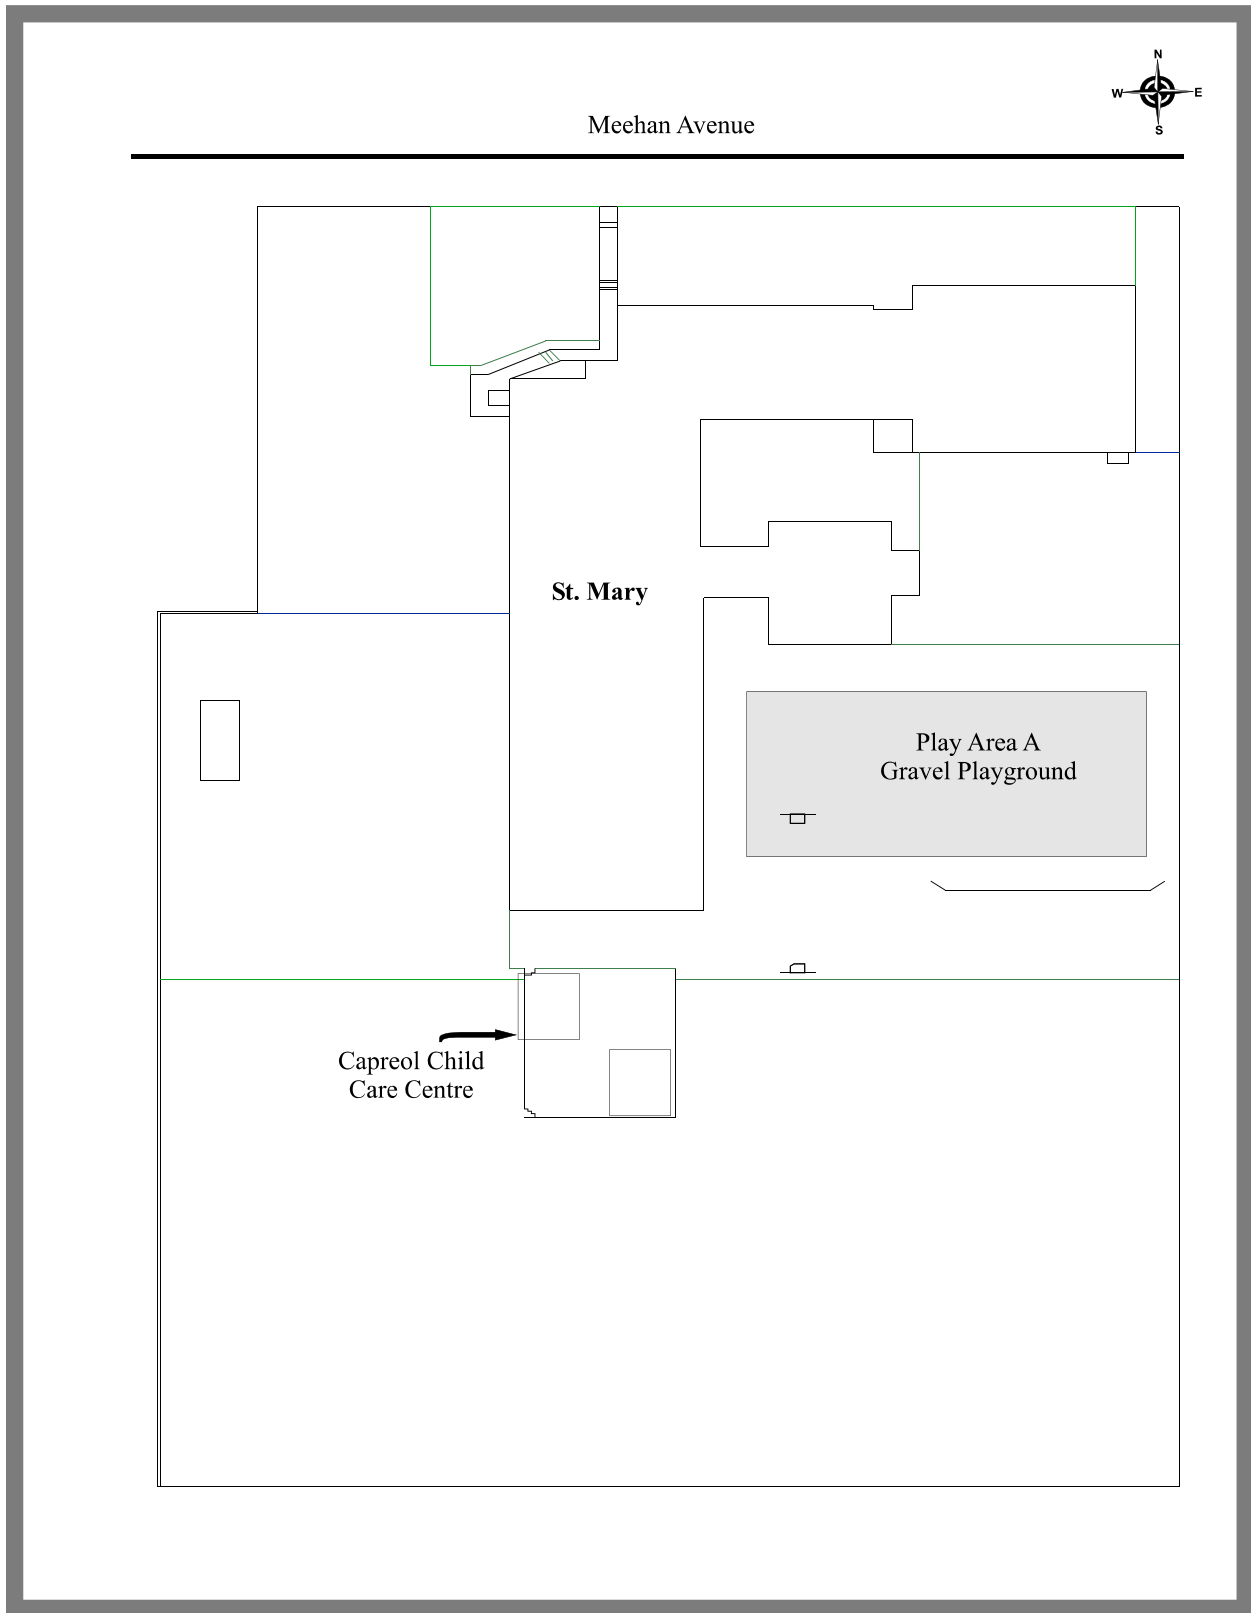 N
W E
S
Meehan Avenue
St. Mary
Play Area A
Gravel Playground
Capreol Child
Care Centre